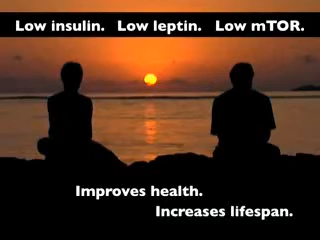 Low insulin. Low leptin. Low mTOR.
Improves health.
Increases lifespan.